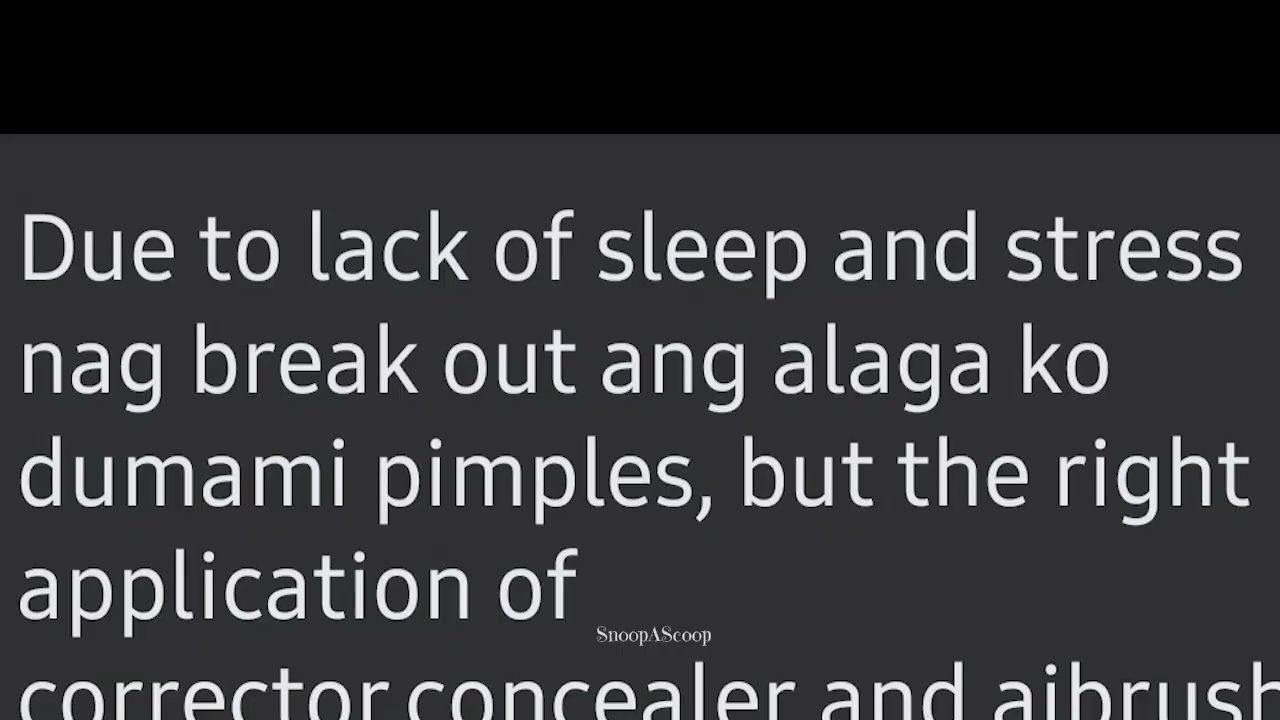 Due to lack of sleep and stress
nag break out ang alaga ko
dumami pimples, but the right
application of
SnoopAScoop
corrector,concealer and aibrush